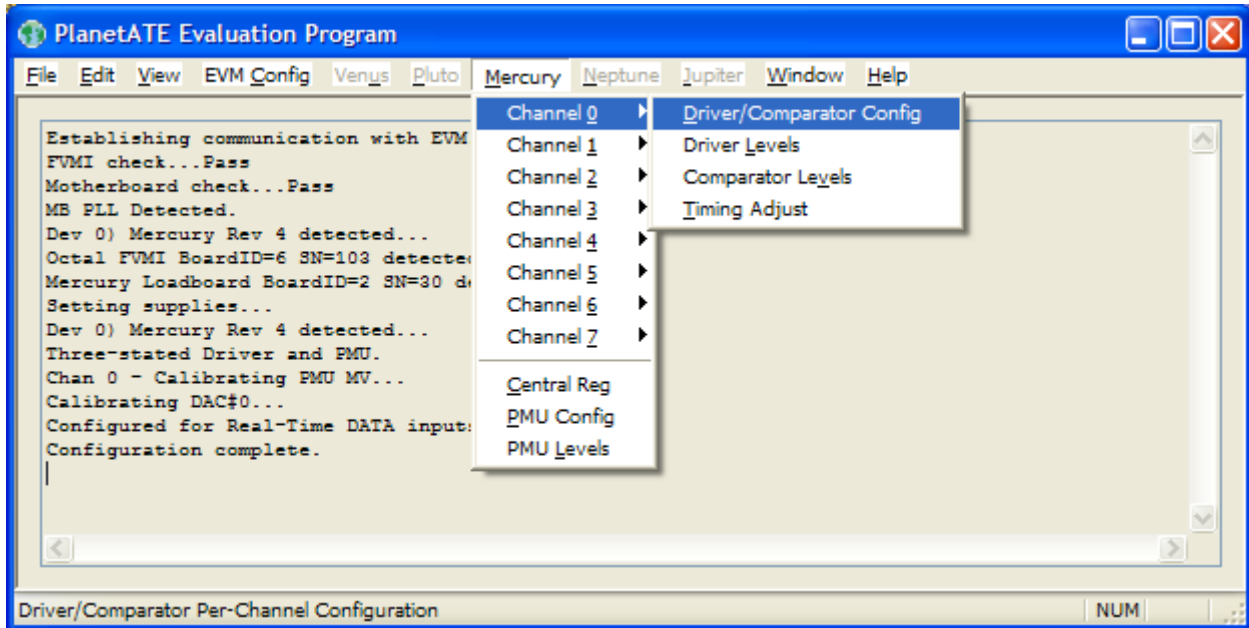 PlanetATE Evaluation Program
File Edit View EVM Config Venus Pluto Mercury Neptune Jupiter Window Help
Establishing communication with EVM
FVMI check...Pass
Motherboard check...Pass
MB PLL Detected.
Dev 0) Mercury Rev 4 detected...
Octal FVMI BoardID=6 SN=103 detected
Mercury Loadboard BoardID=2 SN=30 de
Setting supplies...
Dev 0) Mercury Rev 4 detected...
Three-stated Driver and PMU.
Chan 0 - Calibrating PMU MV...
Calibrating DAC#0...
Configured for Real-Time DATA inputs
Configuration complete.
Channel 0
Channel 1
Channel 2
Channel 3
Channel 4
Channel 5
Channel 6
Channel 7
Central Reg
PMU Config
PMU Levels
Driver/Comparator Config
Driver Levels
Comparator Levels
Timing Adjust
Driver/Comparator Per-Channel Configuration NUM